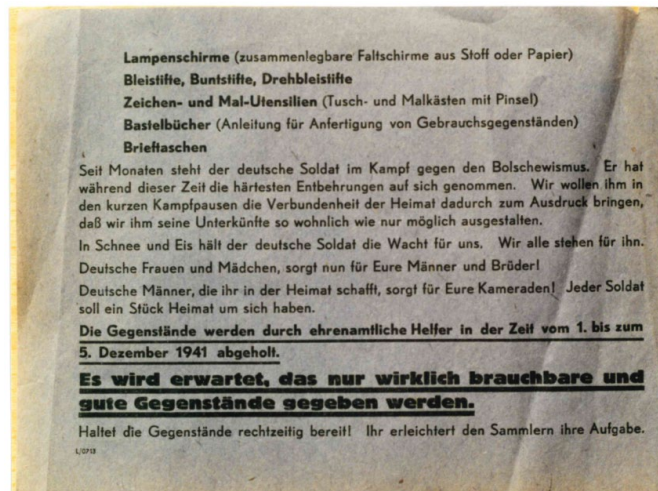 Lampenschirme (zusammenlegbare Faltschirme aus Stoff oder Papier)
Bleistifte, Buntstifte, Drehbleistifte
Zeichen- und Mal-Utensilien (Tusch- und Malkästen mit Pinsel)
Bastelbücher (Anleitung für Anfertigung von Gebrauchsgegenständen)
Brieftaschen
Seit Monaten steht der deutsche Soldat im Kampf gegen den Bolschewismus. Er hat
während dieser Zeit die härtesten Entbehrungen auf sich genommen. Wir wollen ihm in
den kurzen Kampfpausen die Verbundenheit der Heimat dadurch zum Ausdruck bringen,
daß wir ihm seine Unterkünfte so wohnlich wie nur möglich ausgestalten.
In Schnee und Eis hält der deutsche Soldat die Wacht für uns. Wir alle stehen für ihn.
Deutsche Frauen und Mädchen, sorgt nun für Eure Männer und Brüder!
Deutsche Männer, die ihr in der Heimat schafft, sorgt für Eure Kameraden! Jeder Soldat
soll ein Stück Heimat um sich haben.
Die Gegenstände werden durch ehrenamtliche Helfer in der Zeit vom 1. bis zum
5. Dezember 1941 abgeholt.
Es wird erwartet, das nur wirklich brauchbare und
gute Gegenstände gegeben werden.
Haltet die Gegenstände rechtzeitig bereit! Ihr erleichtert den Sammlern ihre Aufgabe.
L/0713